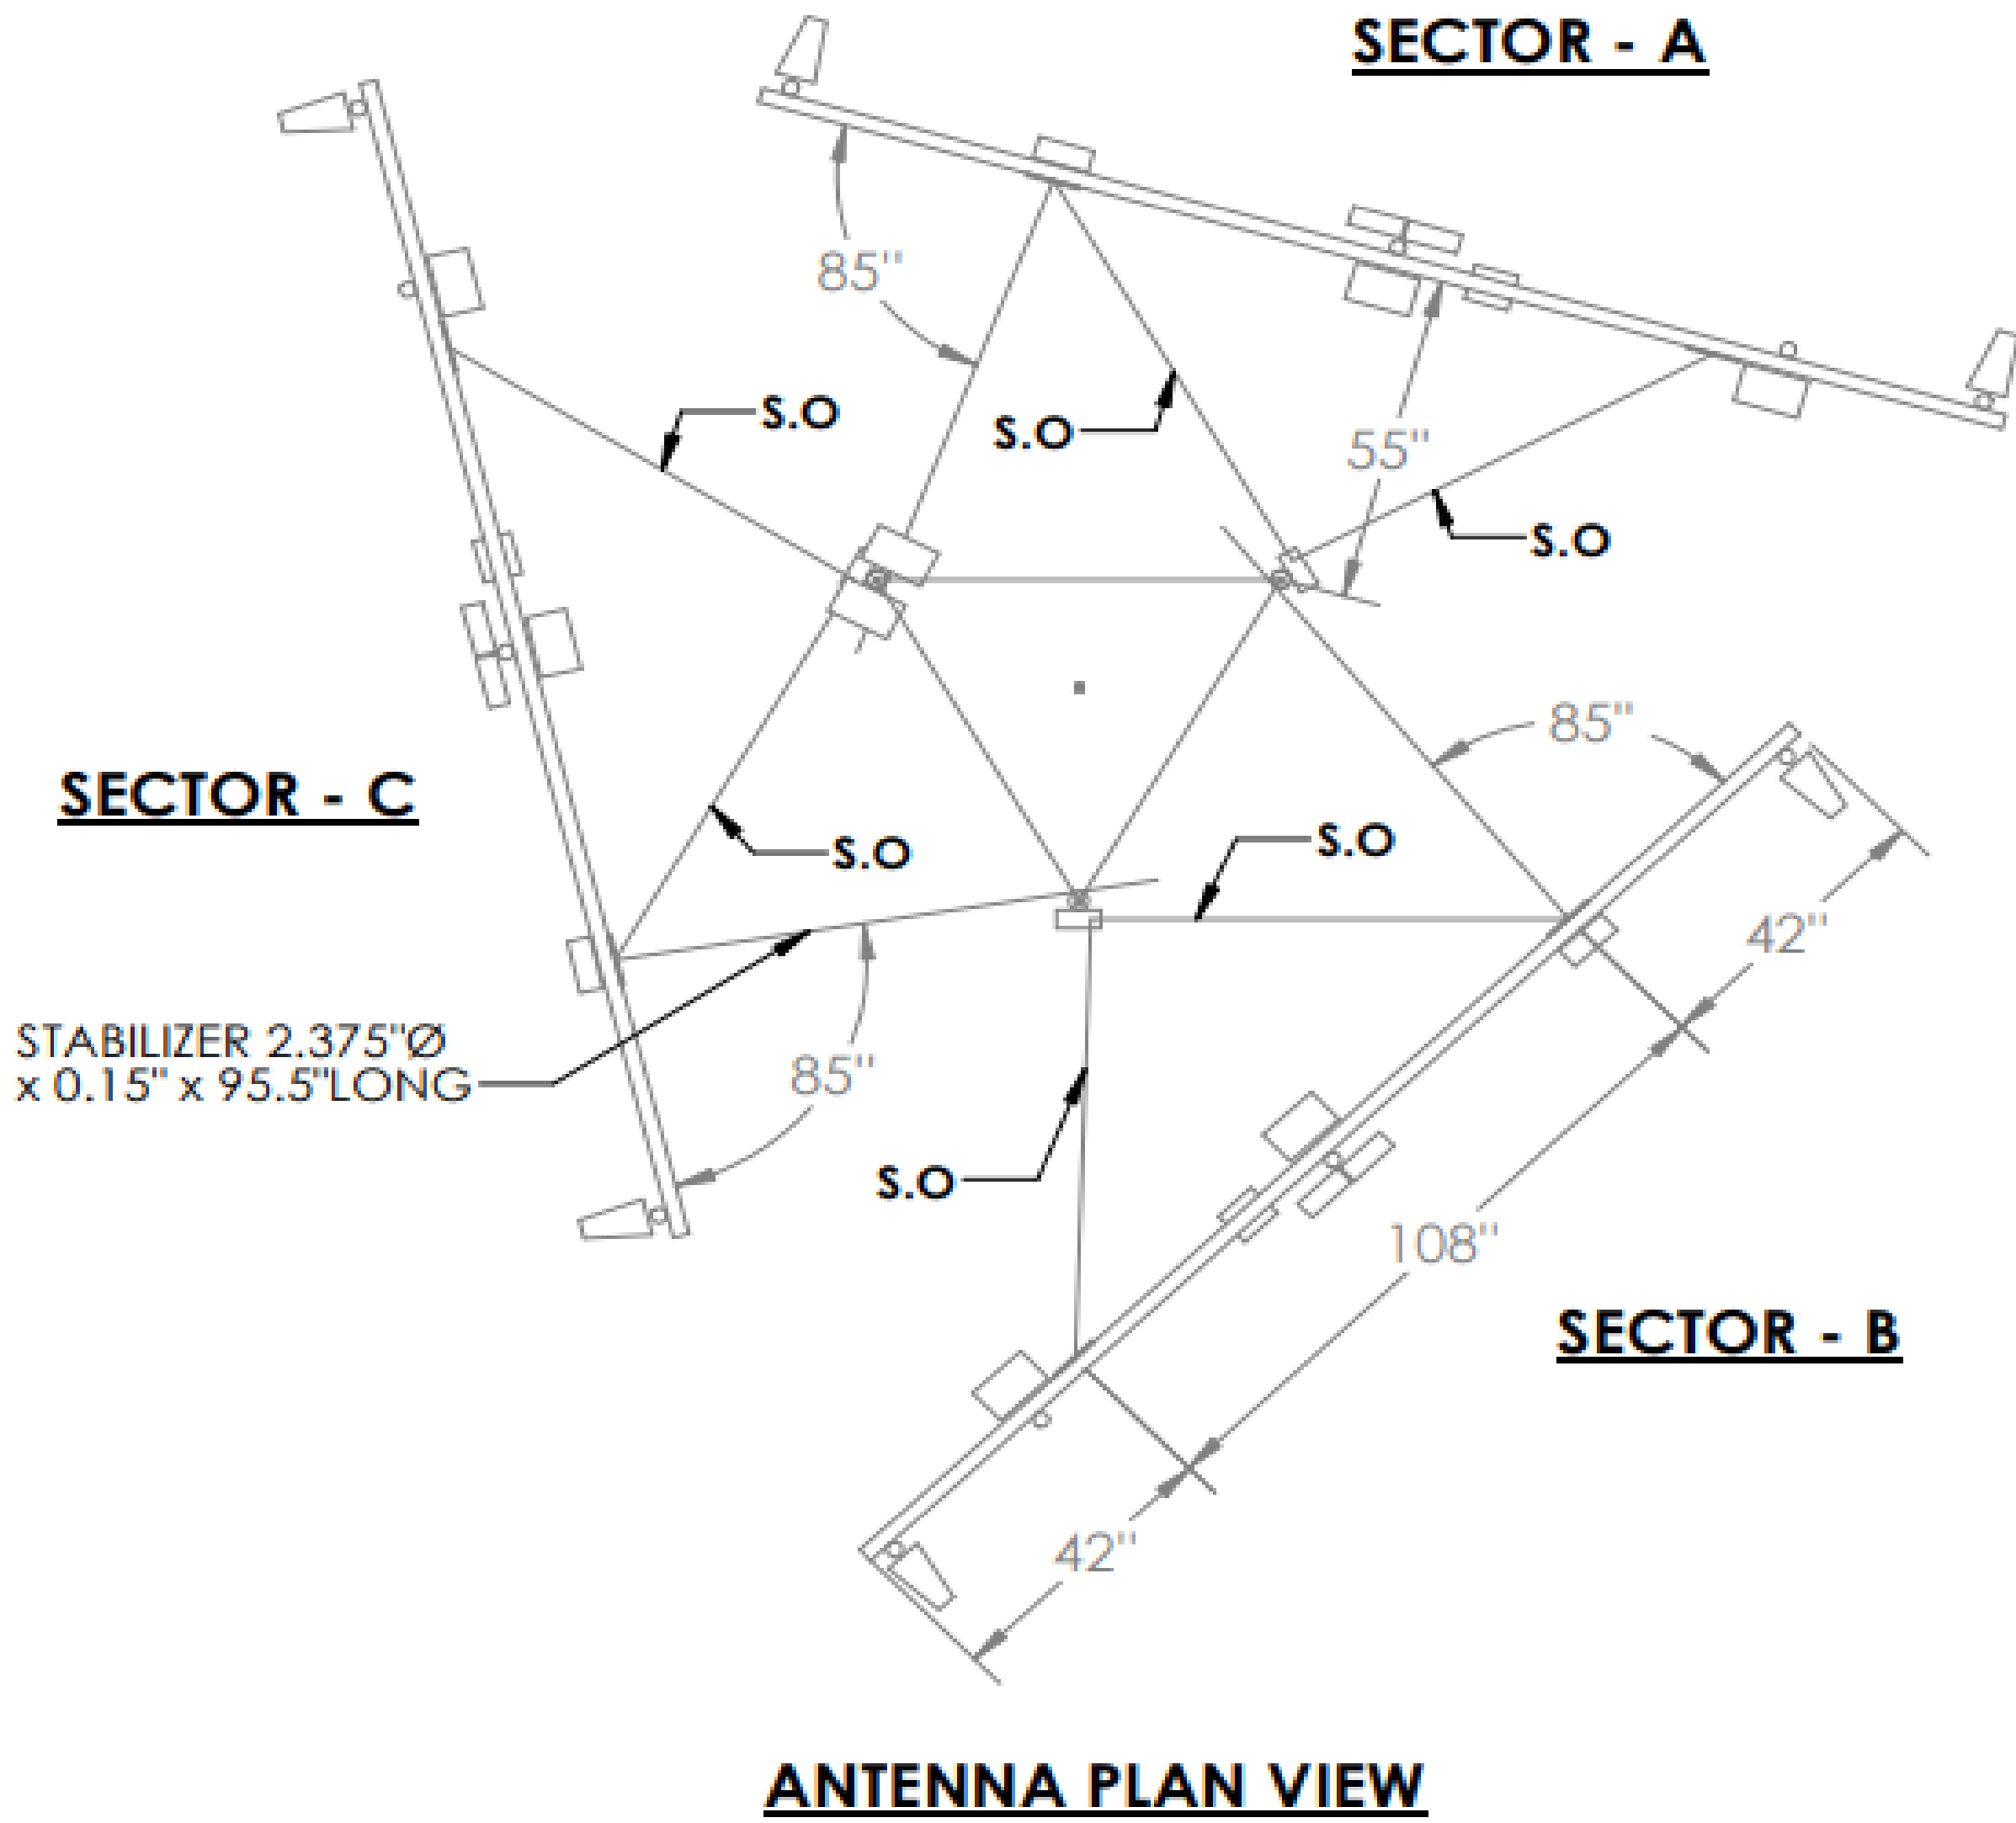 SECTOR - A
85"
S.O
S.O
55"
S.O
85"
SECTOR - C
S.O
S.O
42"
STABILIZER 2.375"Ø
x 0.15" x 95.5"LONG
85"
S.O
108"
SECTOR - B
42"
ANTENNA PLAN VIEW